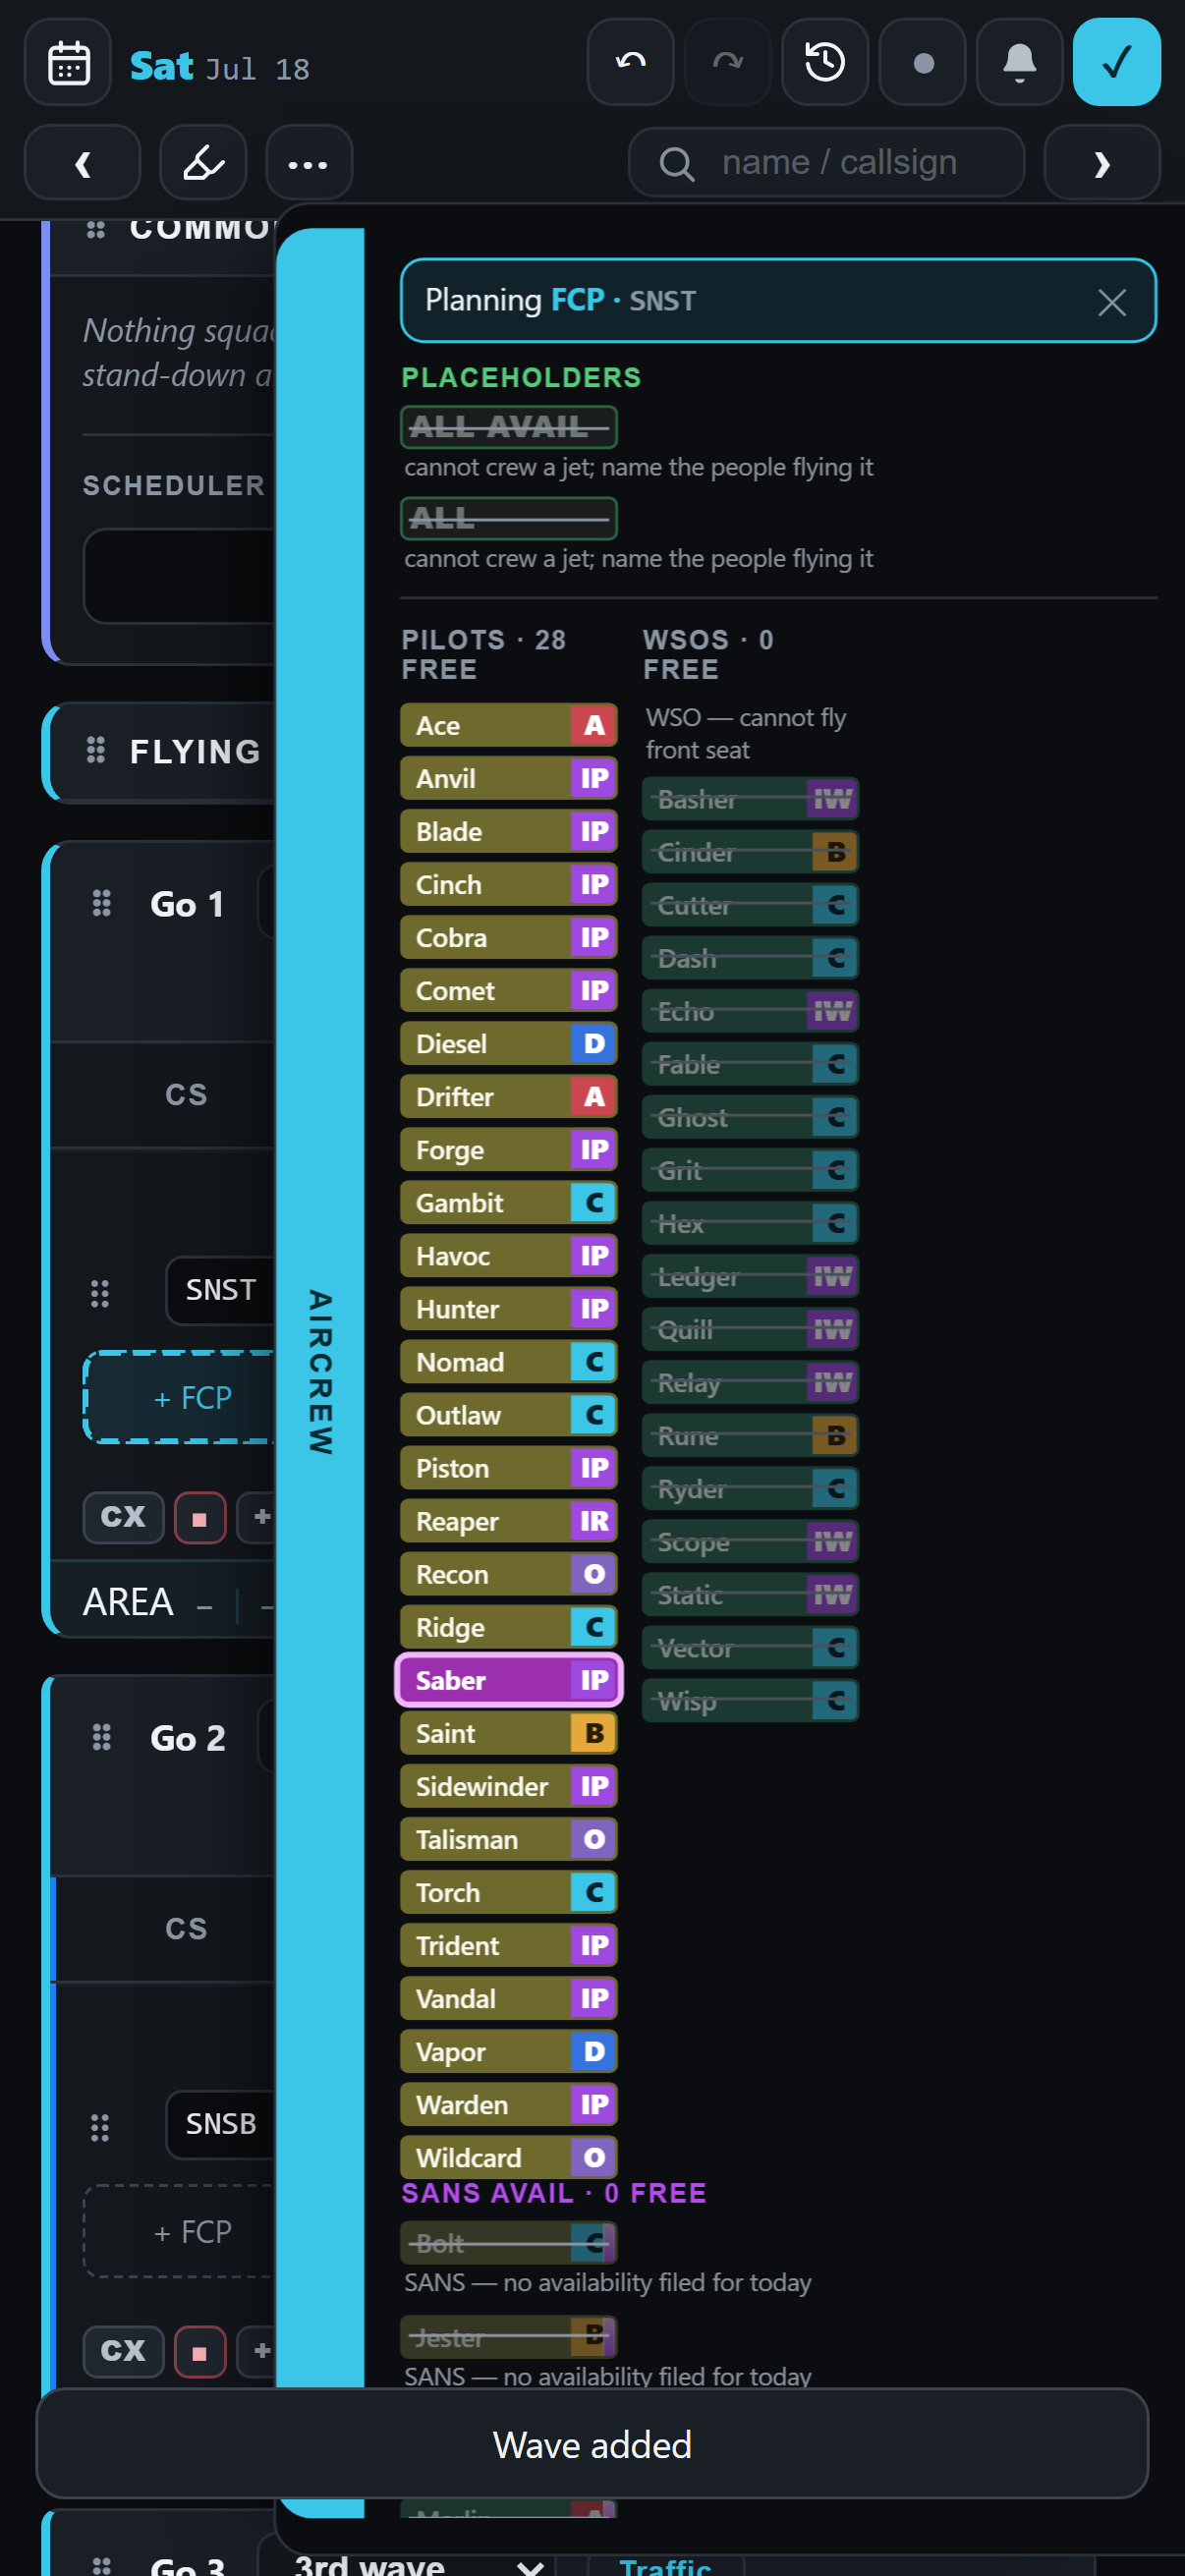 Sat Jul 18
name / callsign
COMMO
Nothing squa
stand-down a
SCHEDULER
FLYING
Go 1
CS
SNST
+ FCP
CX
+
AREA – –
Go 2
CS
SNSB
+ FCP
CX
+
Go 3
3rd wave
Traffic
AIRCREW
Planning FCP · SNST
PLACEHOLDERS
ALL AVAIL
cannot crew a jet; name the people flying it
ALL
cannot crew a jet; name the people flying it
PILOTS · 28
FREE
Ace A
Anvil IP
Blade IP
Cinch IP
Cobra IP
Comet IP
Diesel D
Drifter A
Forge IP
Gambit C
Havoc IP
Hunter IP
Nomad C
Outlaw C
Piston IP
Reaper IR
Recon O
Ridge C
Saber IP
Saint B
Sidewinder IP
Talisman O
Torch C
Trident IP
Vandal IP
Vapor D
Warden IP
Wildcard O
WSOS · 0
FREE
WSO — cannot fly
front seat
Basher IW
Cinder B
Cutter C
Dash C
Echo IW
Fable C
Ghost C
Grit C
Hex C
Ledger IW
Quill IW
Relay IW
Rune B
Ryder C
Scope IW
Static IW
Vector C
Wisp C
SANS AVAIL · 0 FREE
Bolt C
SANS — no availability filed for today
Jester B
SANS — no availability filed for today
Wave added